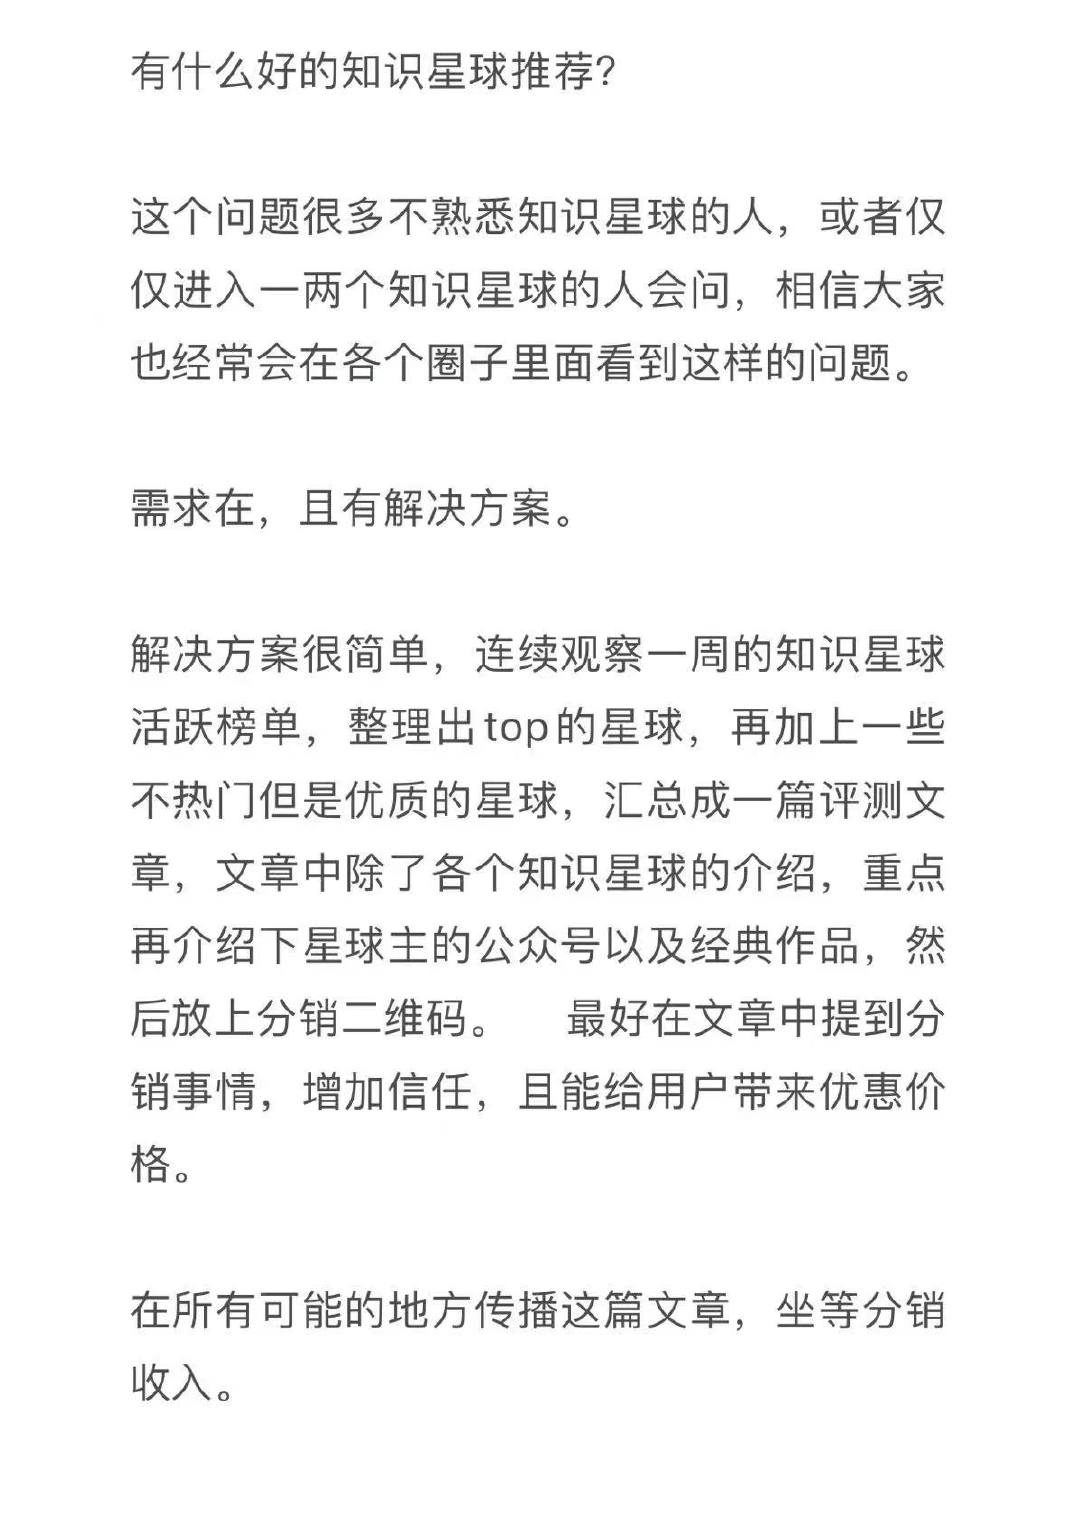 有什么好的知识星球推荐？
这个问题很多不熟悉知识星球的人，或者仅
仅进入一两个知识星球的人会问，相信大家
也经常会在各个圈子里面看到这样的问题。
需求在，且有解决方案。
解决方案很简单，连续观察一周的知识星球
活跃榜单，整理出top的星球，再加上一些
不热门但是优质的星球，汇总成一篇评测文
章，文章中除了各个知识星球的介绍，重点
再介绍下星球主的公众号以及经典作品，然
后放上分销二维码。　最好在文章中提到分
销事情，增加信任，且能给用户带来优惠价
格。
在所有可能的地方传播这篇文章，坐等分销
收入。